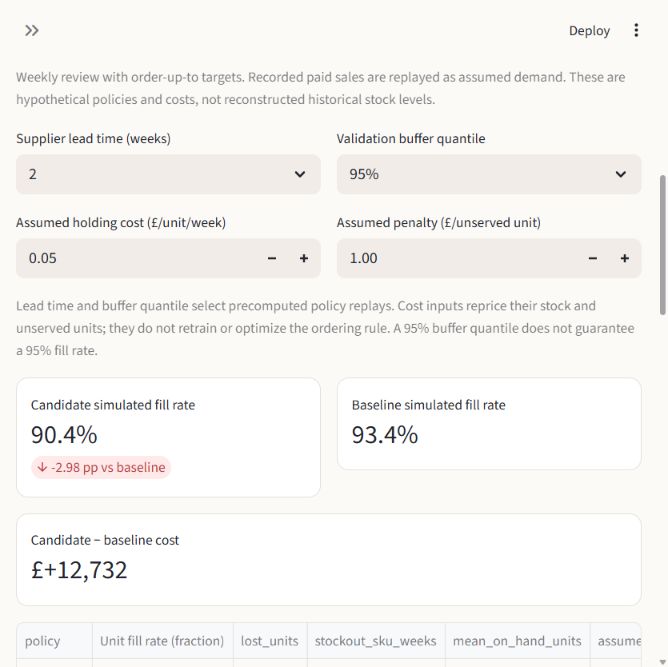 Deploy
Weekly review with order-up-to targets. Recorded paid sales are replayed as assumed demand. These are
hypothetical policies and costs, not reconstructed historical stock levels.
Supplier lead time (weeks)
Validation buffer quantile
2
95%
Assumed holding cost (£/unit/week)
Assumed penalty (£/unserved unit)
0.05
1.00
Lead time and buffer quantile select precomputed policy replays. Cost inputs reprice their stock and
unserved units; they do not retrain or optimize the ordering rule. A 95% buffer quantile does not guarantee
a 95% fill rate.
Candidate simulated fill rate
90.4%
↓ -2.98 pp vs baseline
Baseline simulated fill rate
93.4%
Candidate − baseline cost
£+12,732
policy Unit fill rate (fraction) lost_units stockout_sku_weeks mean_on_hand_units assume